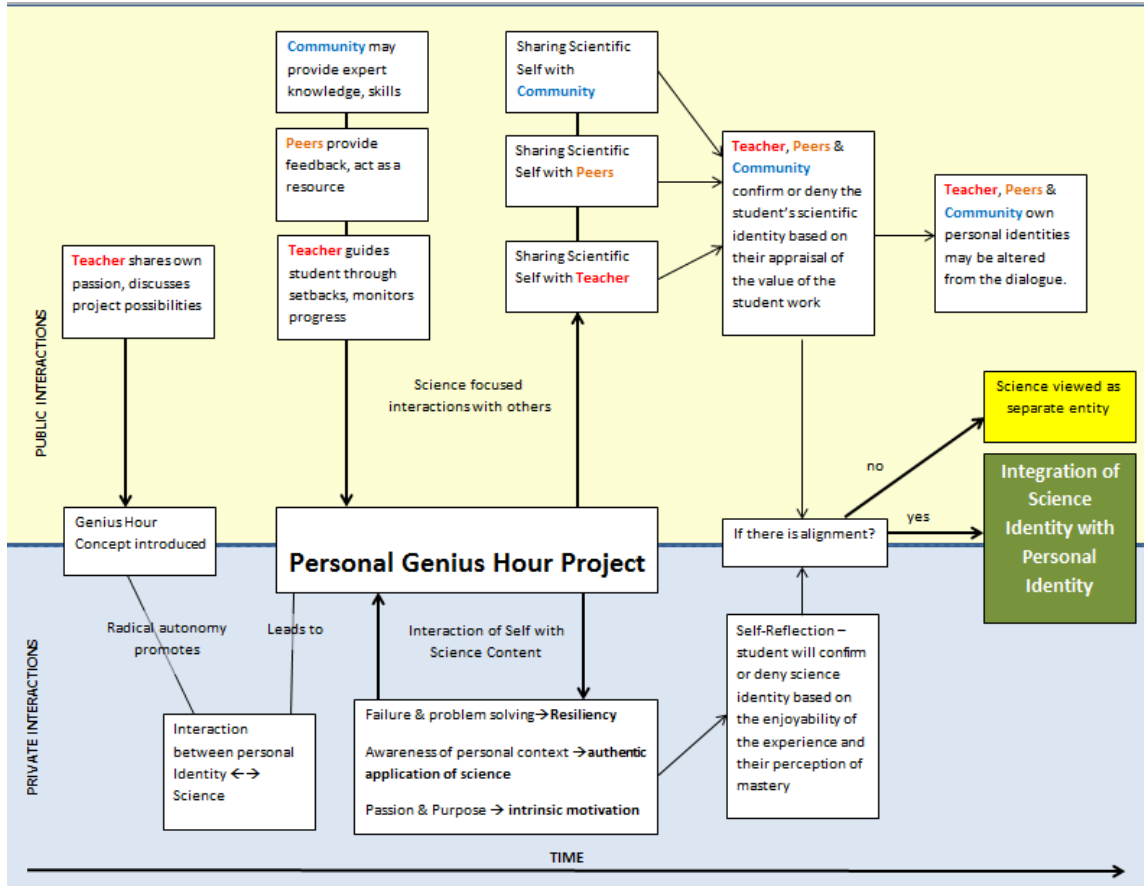 Community may
provide expert
knowledge, skills
Peers provide
feedback, act as a
resource
Teacher guides
student through
setbacks, monitors
progress
Teacher shares own
passion, discusses
project possibilities
Sharing Scientific
Self with
Community
Sharing Scientific
Self with Peers
Sharing Scientific
Self with Teacher
Teacher, Peers &
Community
confirm or deny the
student's scientific
identity based on
their appraisal of
the value of the
student work
Teacher, Peers &
Community own
personal identities
may be altered
from the dialogue.
PUBLIC INTERACTIONS
Science focused
interactions with others
Science viewed as
separate entity
no
yes
Integration of
Science
Identity with
Personal
Identity
Genius Hour
Concept introduced
Personal Genius Hour Project
If there is alignment?
PRIVATE INTERACTIONS
Radical autonomy
promotes
Leads to
Interaction of Self with
Science Content
Interaction
between personal
Identity ←→
Science
Failure & problem solving→Resiliency
Awareness of personal context →authentic
application of science
Passion & Purpose → intrinsic motivation
Self-Reflection –
student will confirm
or deny science
identity based on
the enjoyability of
the experience and
their perception of
mastery
TIME